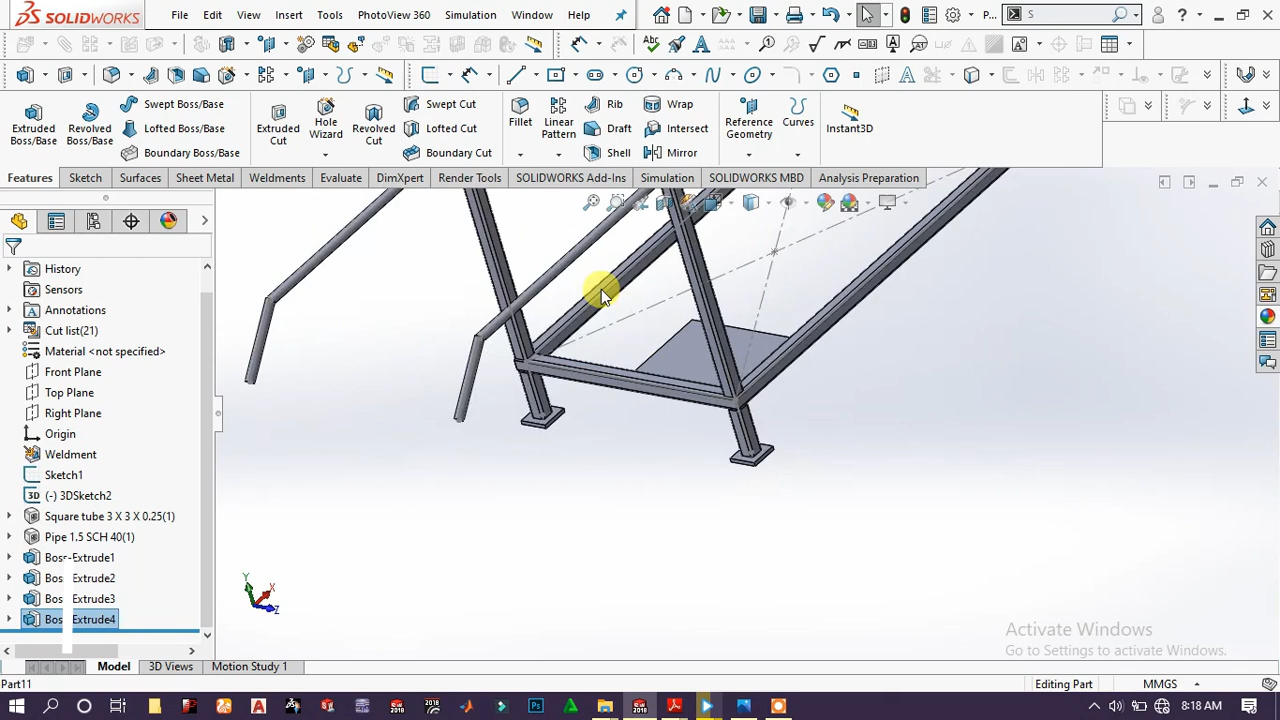 SOLIDWORKS File Edit View Insert Tools PhotoView 360 Simulation Window Help P... S
Extruded Boss/Base
Revolved Boss/Base
Swept Boss/Base
Lofted Boss/Base
Boundary Boss/Base
Extruded Cut
Hole Wizard
Revolved Cut
Swept Cut
Lofted Cut
Boundary Cut
Fillet
Linear Pattern
Rib
Draft
Shell
Wrap
Intersect
Mirror
Reference Geometry
Curves
Instant3D
Features Sketch Surfaces Sheet Metal Weldments Evaluate DimXpert Render Tools SOLIDWORKS Add-Ins Simulation SOLIDWORKS MBD Analysis Preparation
History
Sensors
Annotations
Cut list(21)
Material <not specified>
Front Plane
Top Plane
Right Plane
Origin
Weldment
Sketch1
3D (-) 3DSketch2
Square tube 3 X 3 X 0.25(1)
Pipe 1.5 SCH 40(1)
Boss-Extrude1
Boss-Extrude2
Boss-Extrude3
Boss-Extrude4
Y
X
Z
Activate Windows
Go to Settings to activate Windows.
Model 3D Views Motion Study 1
Part11 Editing Part MMGS
8:18 AM